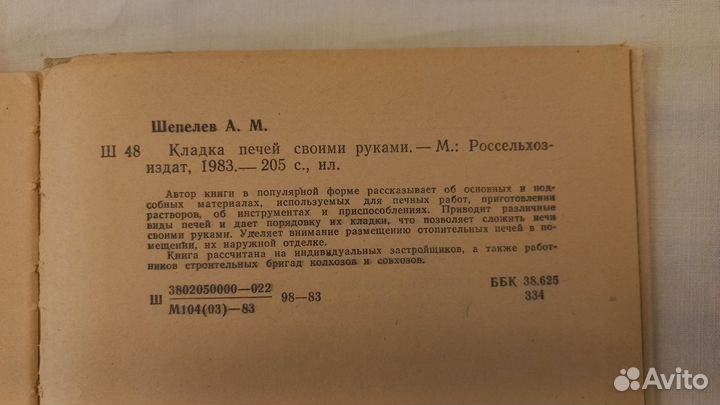 Шепелев А. М.
Ш 48 Кладка печей своими руками. — М.: Россельхоз-
издат, 1983. — 205 с., ил.
Автор книги в популярной форме рассказывает об основных и под-
собных материалах, используемых для печных работ, приготовлении
растворов, об инструментах и приспособлениях. Приводит различные
виды печей и дает порядовку их кладки, что позволяет сложить печи
своими руками. Уделяет внимание размещению отопительных печей в по-
мещении, их наружной отделке.
Книга рассчитана на индивидуальных застройщиков, а также работ-
ников строительных бригад колхозов и совхозов.
Ш 3802050000—022 98—83
М104(03)—83
ББК 38.625
334
Avito